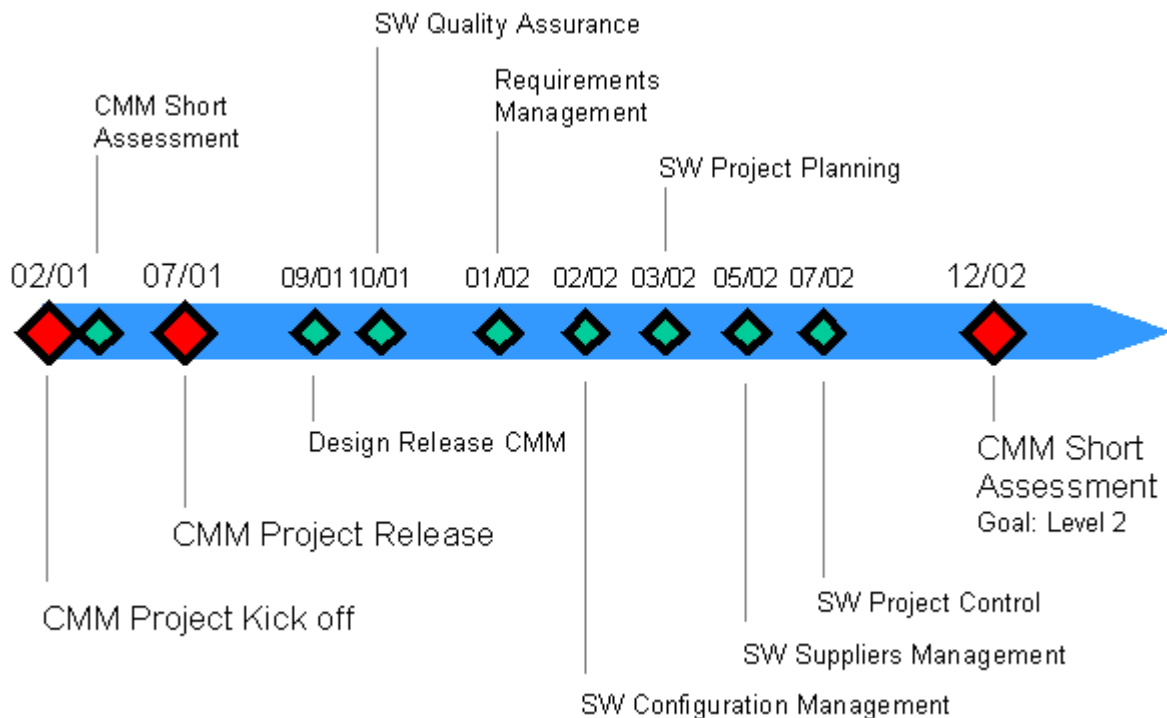 SW Quality Assurance
Requirements
Management
CMM Short
Assessment
SW Project Planning
02/01
07/01
09/01
10/01
01/02
02/02
03/02
05/02
07/02
12/02
Design Release CMM
CMM Short
Assessment
Goal: Level 2
CMM Project Release
CMM Project Kick off
SW Project Control
SW Suppliers Management
SW Configuration Management